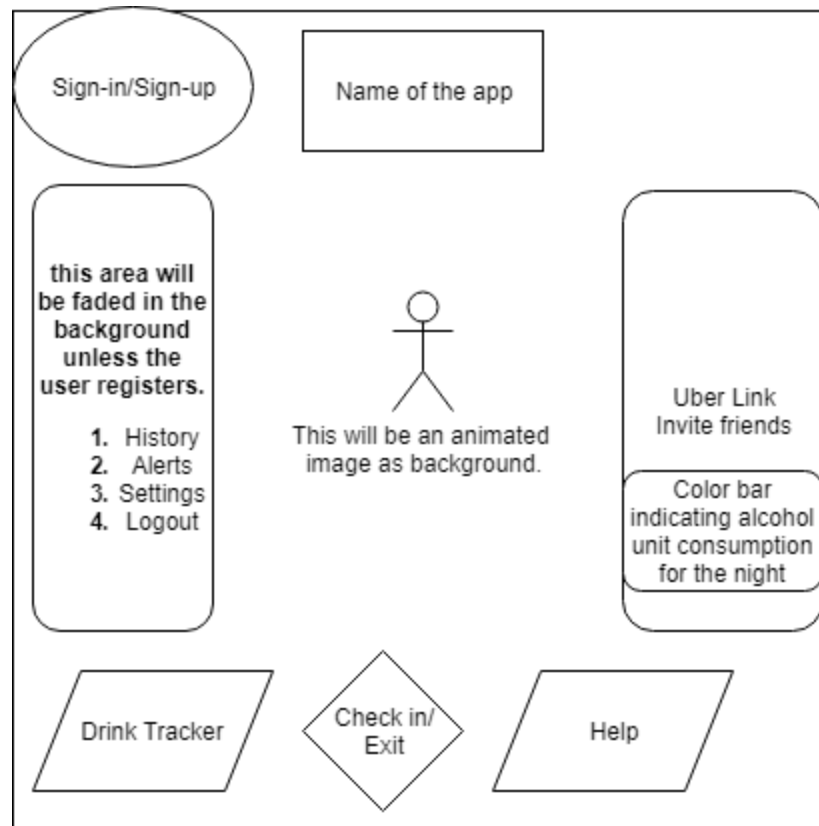 Sign-in/Sign-up
Name of the app
this area will
be faded in the
background
unless the
user registers.
1. History
2. Alerts
3. Settings
4. Logout
This will be an animated
image as background.
Uber Link
Invite friends
Color bar
indicating alcohol
unit consumption
for the night
Drink Tracker
Check in/
Exit
Help